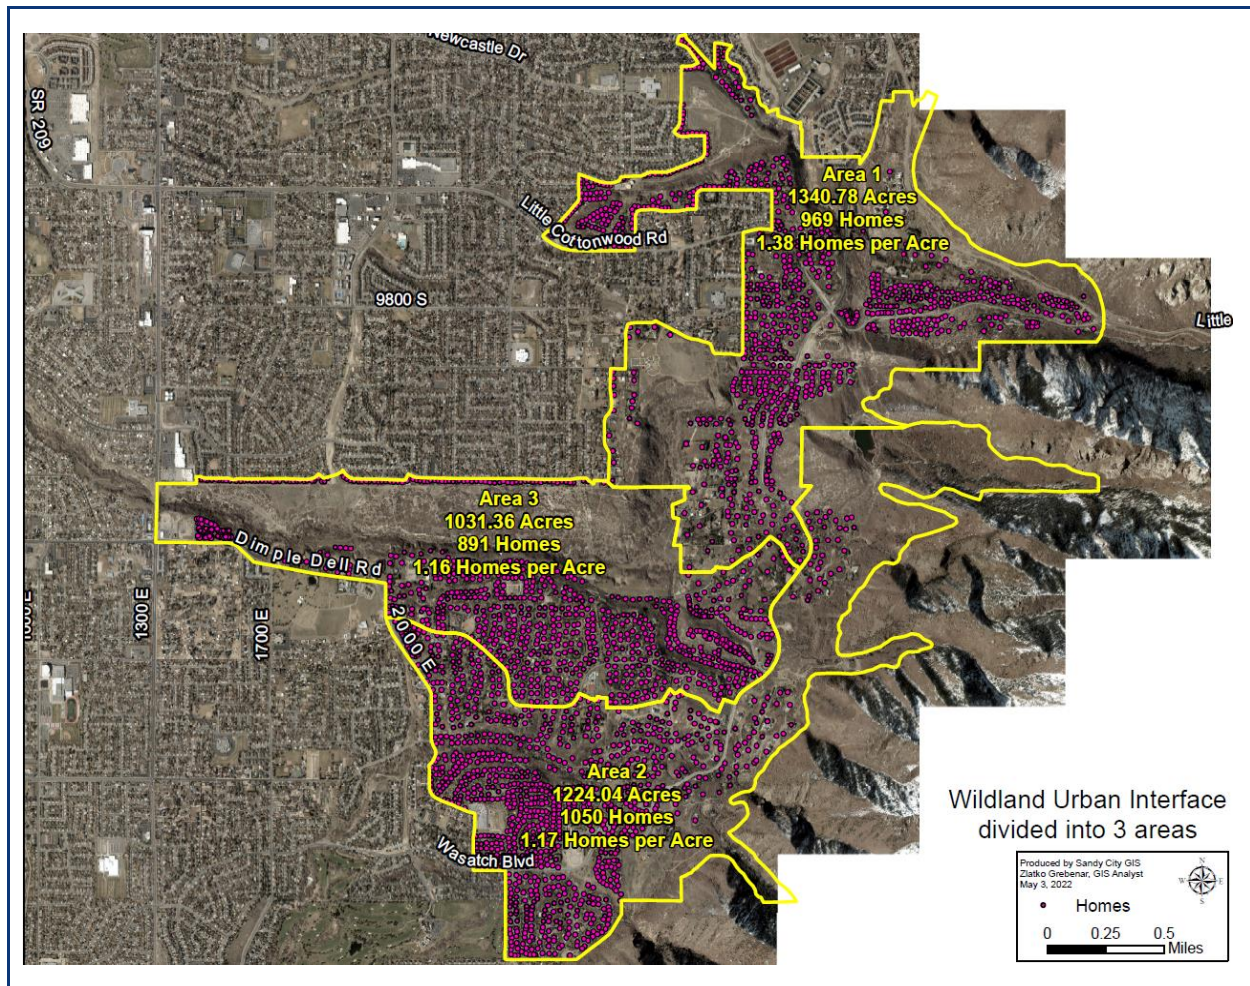 Newcastle Dr
SR 209
Area 1
1340.78 Acres
969 Homes
1.38 Homes per Acre
Little Cottonwood Rd
9800 S
Little
Area 3
1031.36 Acres
891 Homes
1.16 Homes per Acre
Dimple Dell Rd
1300 E
1700 E
2000 E
Area 2
1224.04 Acres
1050 Homes
1.17 Homes per Acre
Wasatch Blvd
Wildland Urban Interface
divided into 3 areas
Produced by Sandy City GIS
Zlatko Grebenar, GIS Analyst
May 3, 2022
N
W
E
S
Homes
0 0.25 0.5
Miles